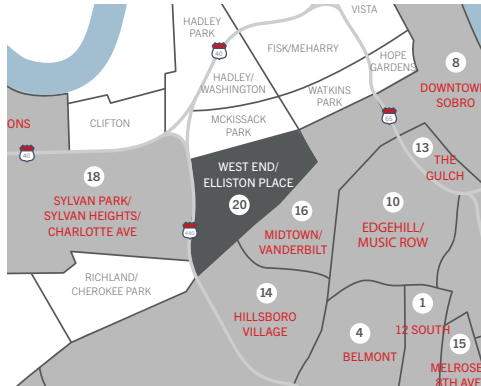 HADLEY
PARK
VISTA
40
FISK/MEHARRY
HOPE
GARDENS
8
DOWNTOWN
SOBRO
HADLEY/
WASHINGTON
WATKINS
PARK
ONS
CLIFTON
MCKISSACK
PARK
65
40
13
THE
GULCH
18
SYLVAN PARK/
SYLVAN HEIGHTS/
CHARLOTTE AVE
WEST END/
ELLISTON PLACE
20
16
MIDTOWN/
VANDERBILT
10
EDGEHILL/
MUSIC ROW
440
RICHLAND/
CHEROKEE PARK
14
HILLSBORO
VILLAGE
1
12 SOUTH
4
BELMONT
15
MELROSE
8TH AVE